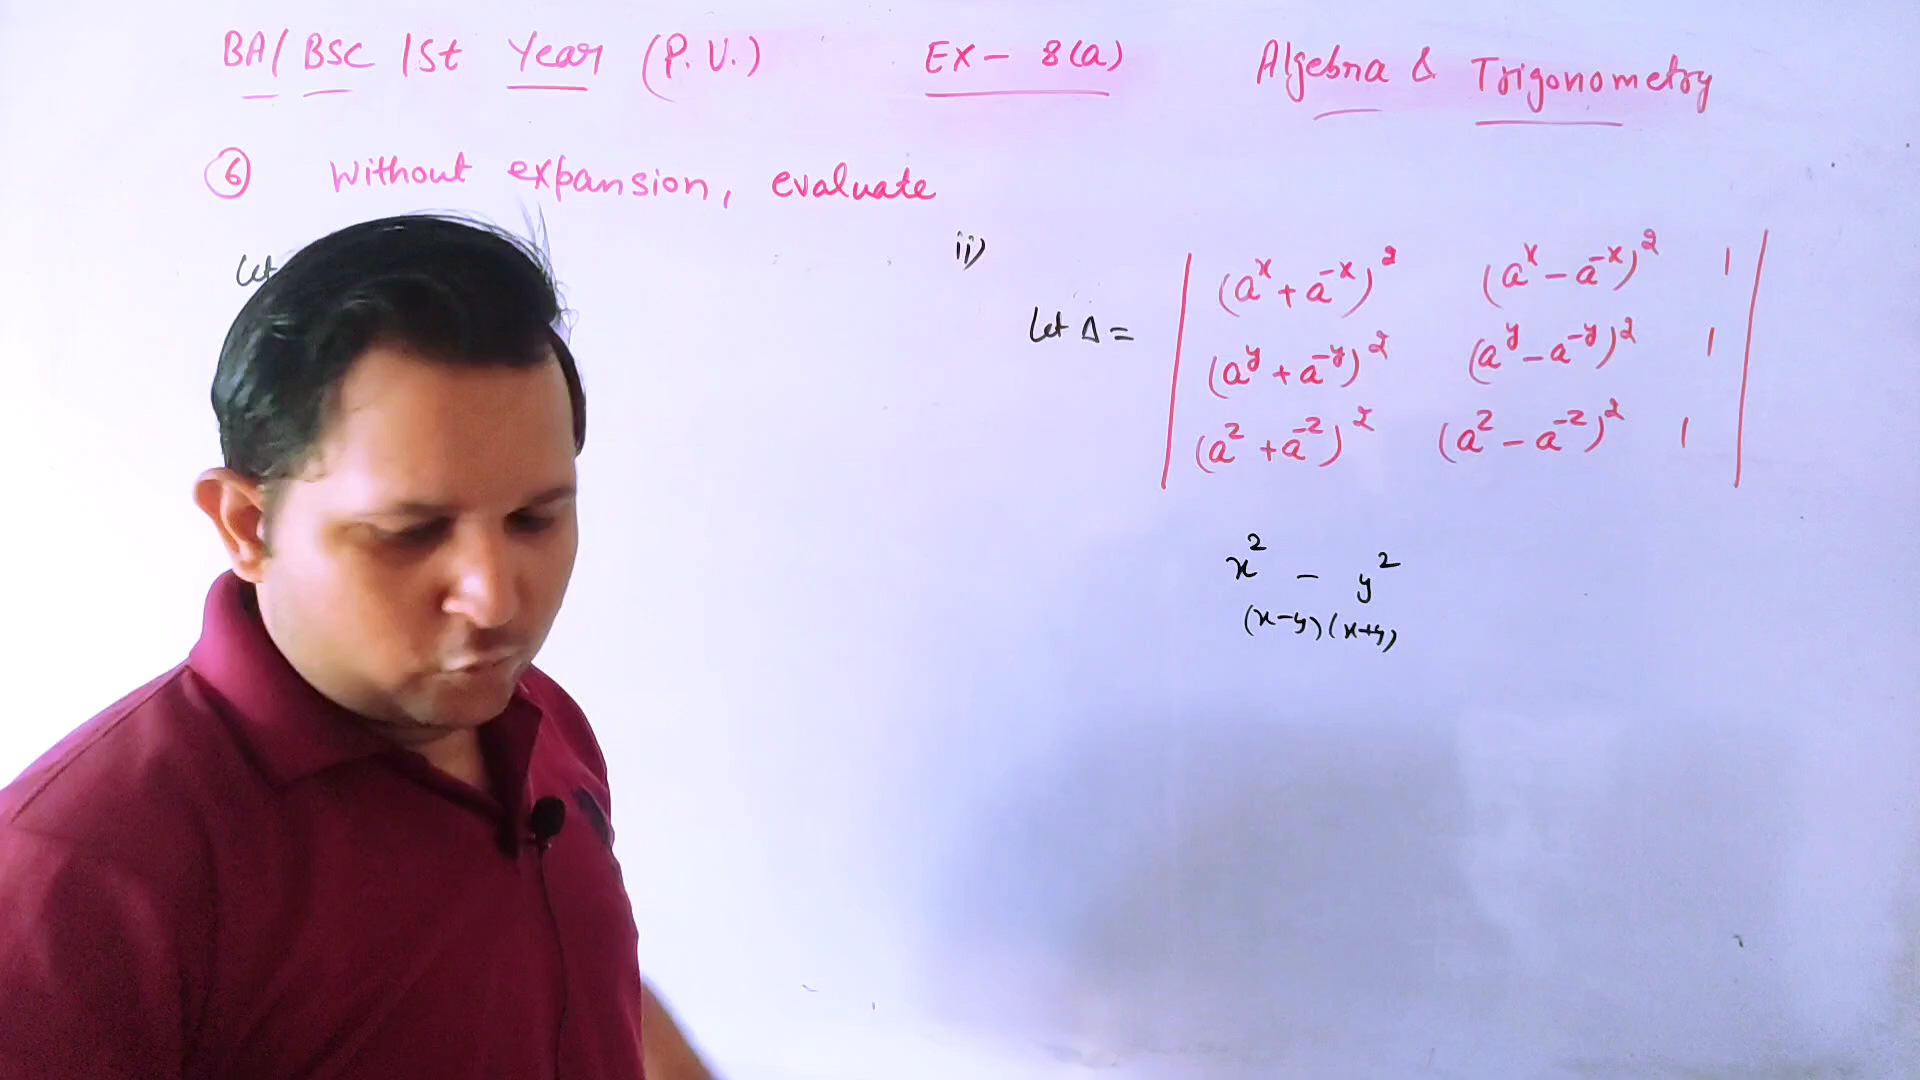 BA/ BSC 1St Year (P.U.) EX - 8(a) Algebra & Trigonometry
⑥ Without expansion, evaluate
Let
ii)
Let Δ =
(a^x + a^-x)^2 (a^x - a^-x)^2 1
(a^y + a^-y)^2 (a^y - a^-y)^2 1
(a^z + a^-z)^2 (a^z - a^-z)^2 1
x^2 - y^2
(x-y)(x+y)